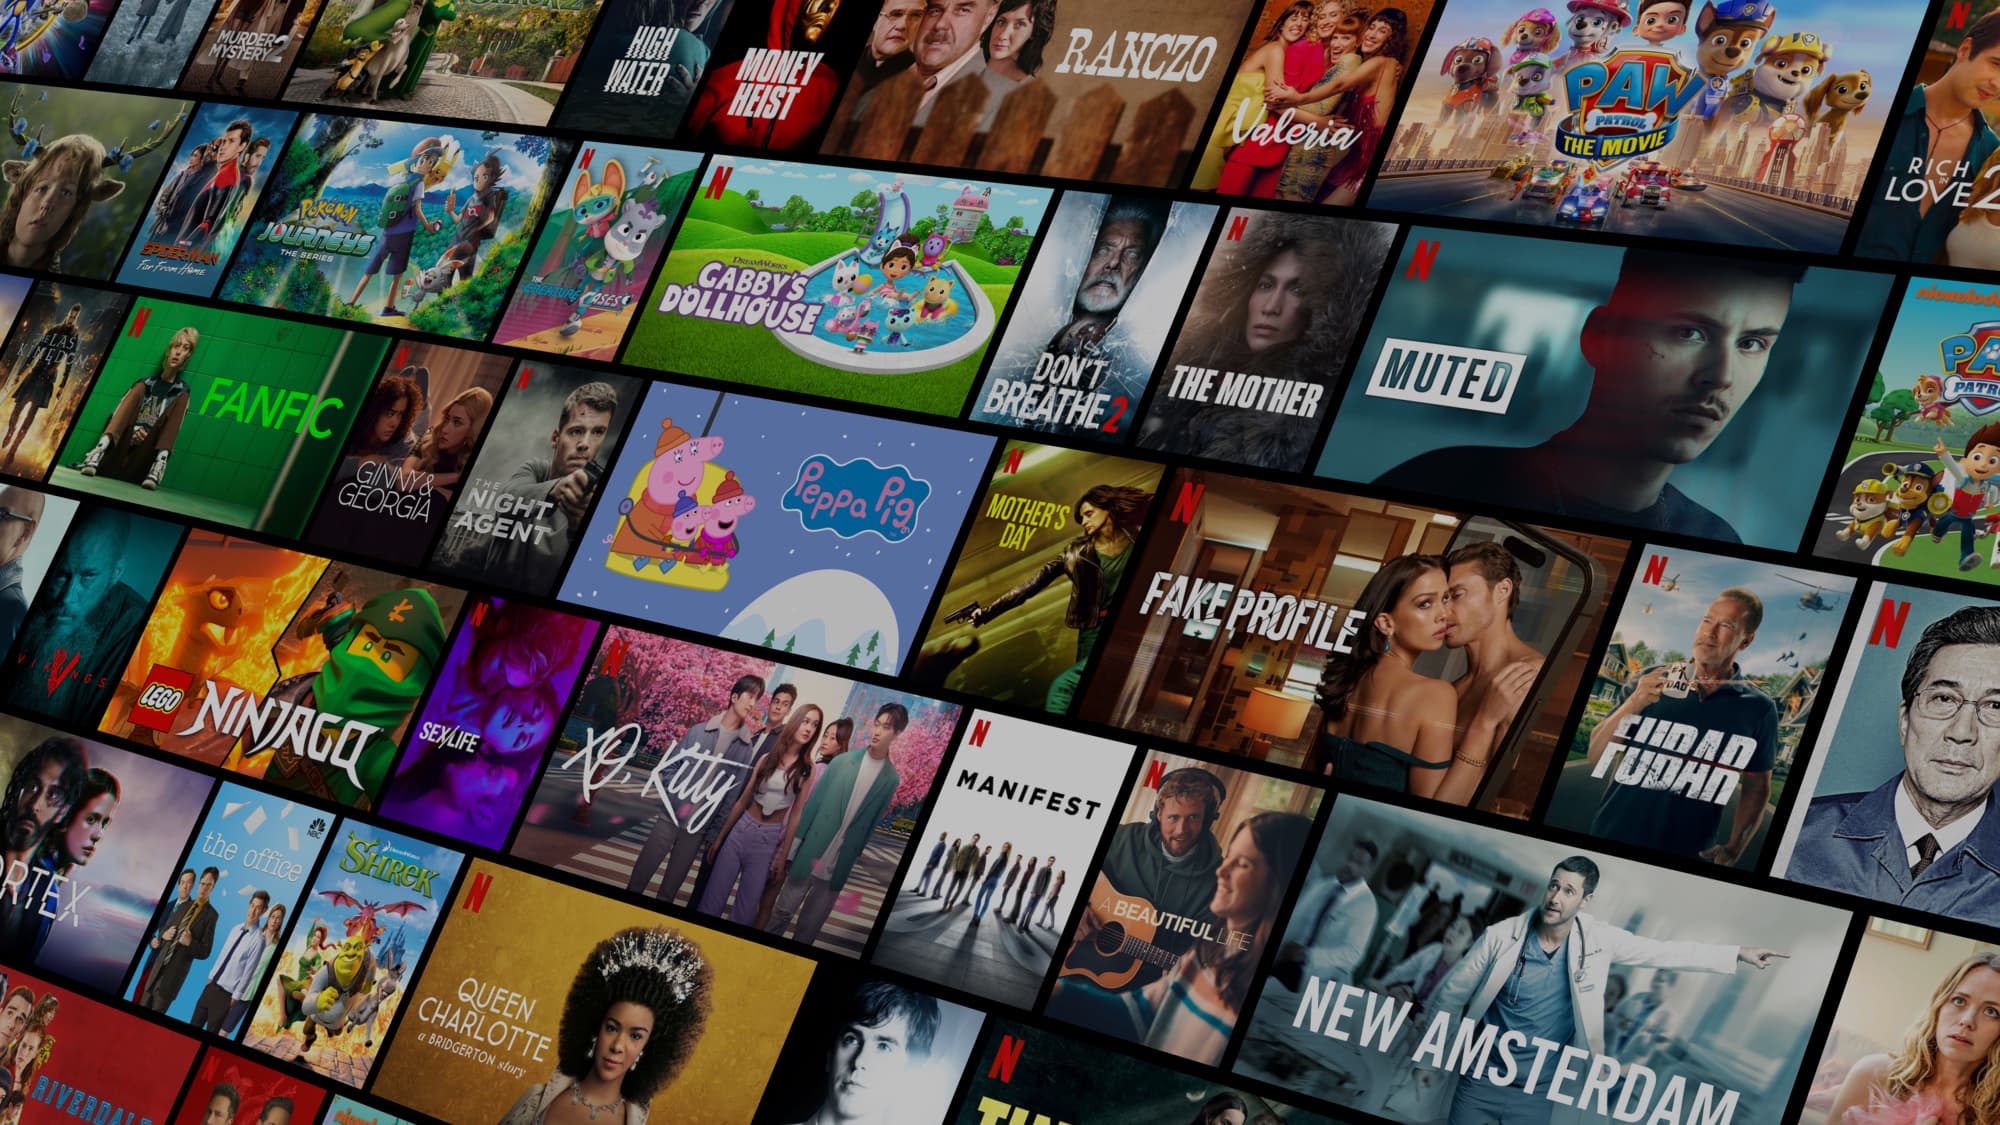 MURDER
MYSTERY 2
HIGH
WATER
MONEY
HEIST
RANCZO
Valeria
PAW
PATROL
THE MOVIE
N
RICH
IN
LOVE 2
SPIDER-MAN
Far From Home
POKéMON
JOURNEYS
THE SERIES
N
THE
CREATURE CASES
N
DREAMWORKS
GABBY'S
DOLLHOUSE
DON'T
BREATHE 2
N
THE MOTHER
N
MUTED
nickelodeon
PAW
PATROL
THE LAST
KINGDOM
N
FANFIC
N
GINNY &
GEORGIA
N
THE
NIGHT
AGENT
Peppa Pig
N
MOTHER'S
DAY
N
FAKE PROFILE
N
DAD
N
VIKINGS
LEGO
NINJAGO
N
SEX/LIFE
N
XO, Kitty
N
MANIFEST
N
A BEAUTIFUL LIFE
NEW AMSTERDAM
ORTEX
the office
NBC
DREAMWORKS
SHREK
N
QUEEN
CHARLOTTE
a BRIDGERTON story
RIVERDALE
N
N